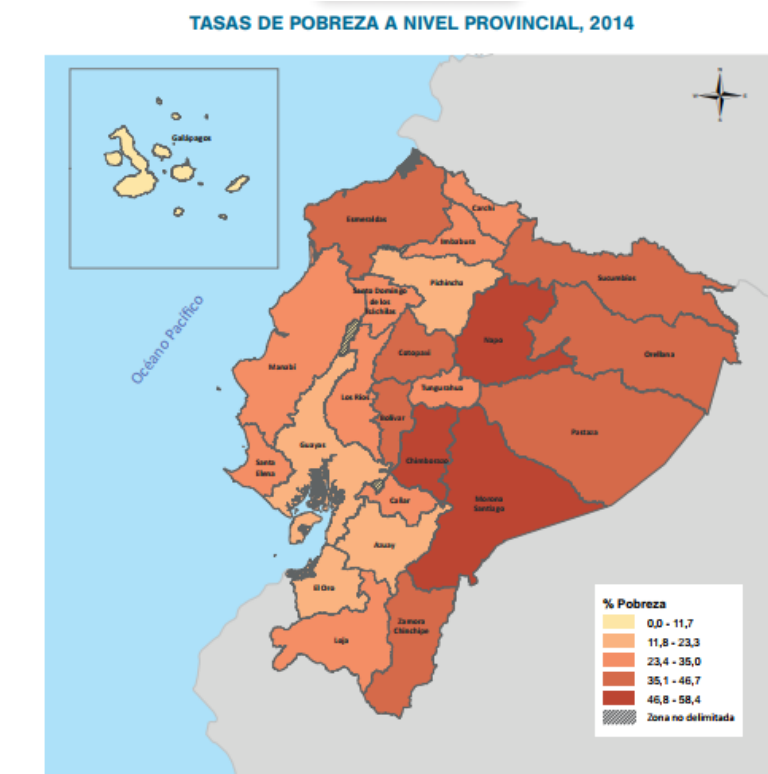 TASAS DE POBREZA A NIVEL PROVINCIAL, 2014
Galápagos
Esmeraldas
Carchi
Imbabura
Sucumbíos
Pichincha
Santo Domingo
de los
Tsáchilas
Océano Pacífico
Napo
Orellana
Cotopaxi
Manabí
Tungurahua
Los Ríos
Bolívar
Pastaza
Guayas
Chimborazo
Santa
Elena
Cañar
Morona
Santiago
Azuay
El Oro
Zamora
Chinchipe
Loja
% Pobreza
0,0 - 11,7
11,8 - 23,3
23,4 - 35,0
35,1 - 46,7
46,8 - 58,4
Zona no delimitada